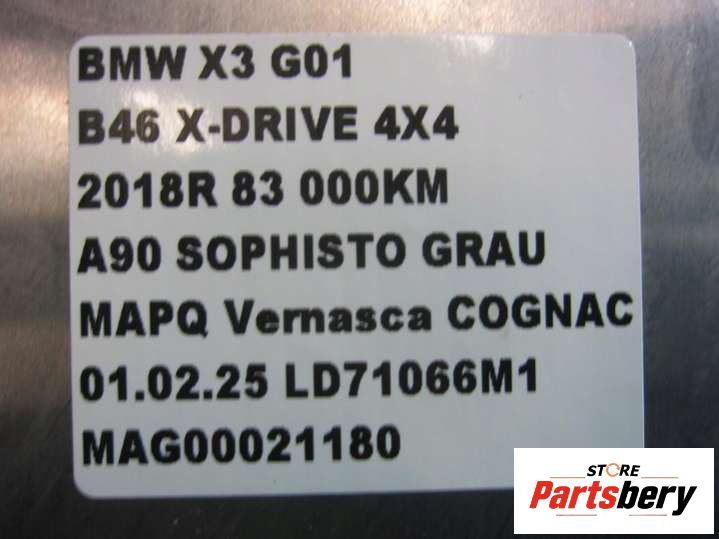 BMW X3 G01
B46 X-DRIVE 4X4
2018R 83 000KM
A90 SOPHISTO GRAU
MAPQ Vernasca COGNAC
01.02.25 LD71066M1
MAG00021180
STORE
Partsbery